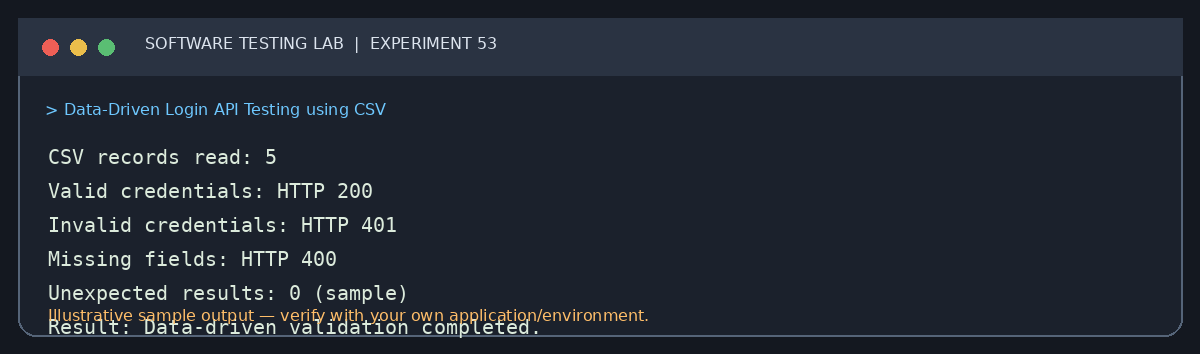 SOFTWARE TESTING LAB | EXPERIMENT 53
> Data-Driven Login API Testing using CSV
CSV records read: 5
Valid credentials: HTTP 200
Invalid credentials: HTTP 401
Missing fields: HTTP 400
Unexpected results: 0 (sample)
Illustrative sample output — verify with your own application/environment.
Result: Data-driven validation completed.